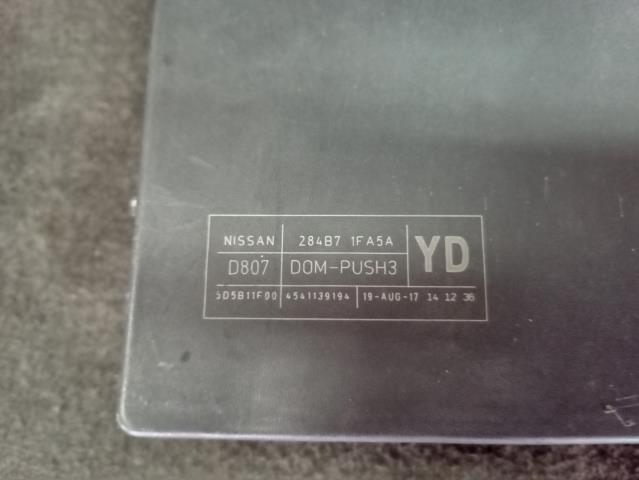 NISSAN 284B7 1FA5A YD
D807 DOM-PUSH3
5D5B11F00 4541139194 19-AUG-17 14 12 36